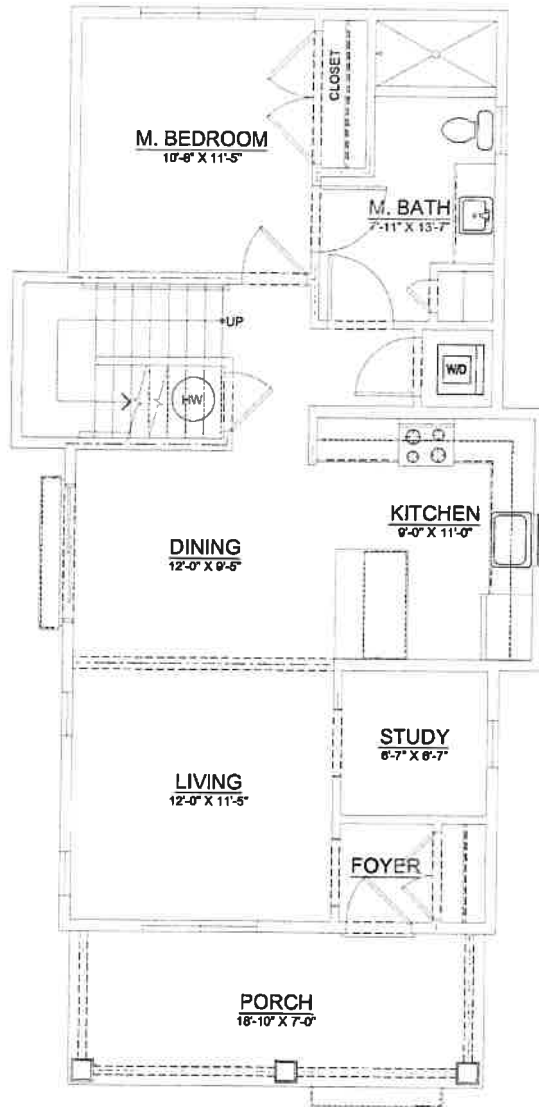 CLOSET
M. BEDROOM
10'-8" X 11'-5"
M. BATH
7'-11" X 13'-7"
UP
HW
W/D
KITCHEN
9'-0" X 11'-0"
DINING
12'-0" X 9'-5"
STUDY
6'-7" X 6'-7"
LIVING
12'-0" X 11'-5"
FOYER
PORCH
18'-10" X 7'-0"